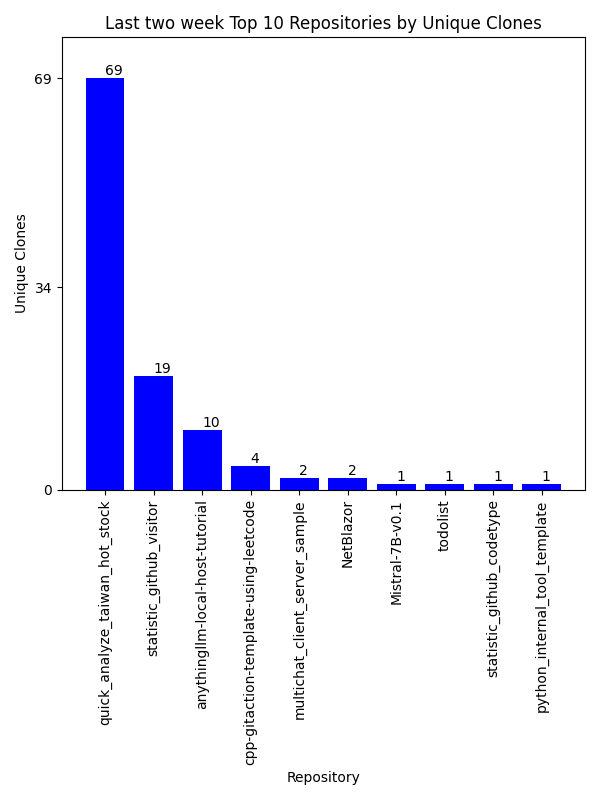 Last two week Top 10 Repositories by Unique Clones
Unique Clones
69
34
0
69
19
10
4
2
2
1
1
1
1
quick_analyze_taiwan_hot_stock
statistic_github_visitor
anythingllm-local-host-tutorial
cpp-gitaction-template-using-leetcode
multichat_client_server_sample
NetBlazor
Mistral-7B-v0.1
todolist
statistic_github_codetype
python_internal_tool_template
Repository